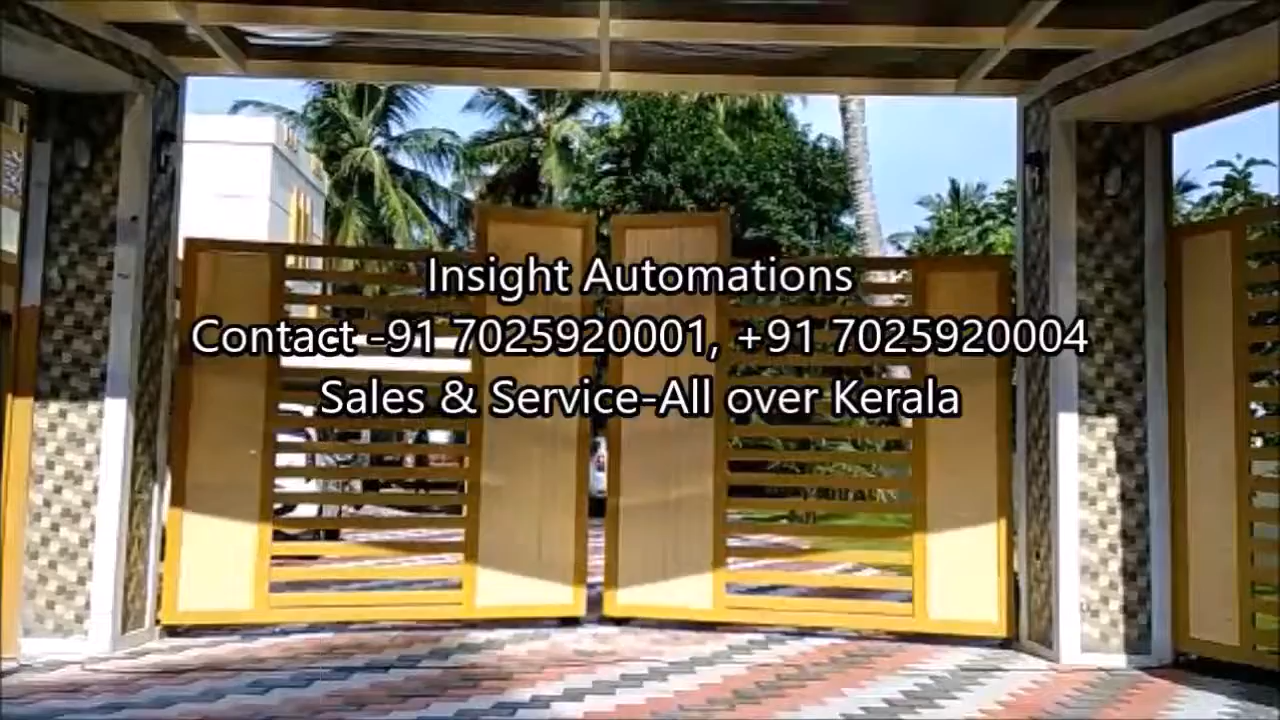 Insight Automations
Contact -91 7025920001, +91 7025920004
Sales & Service-All over Kerala